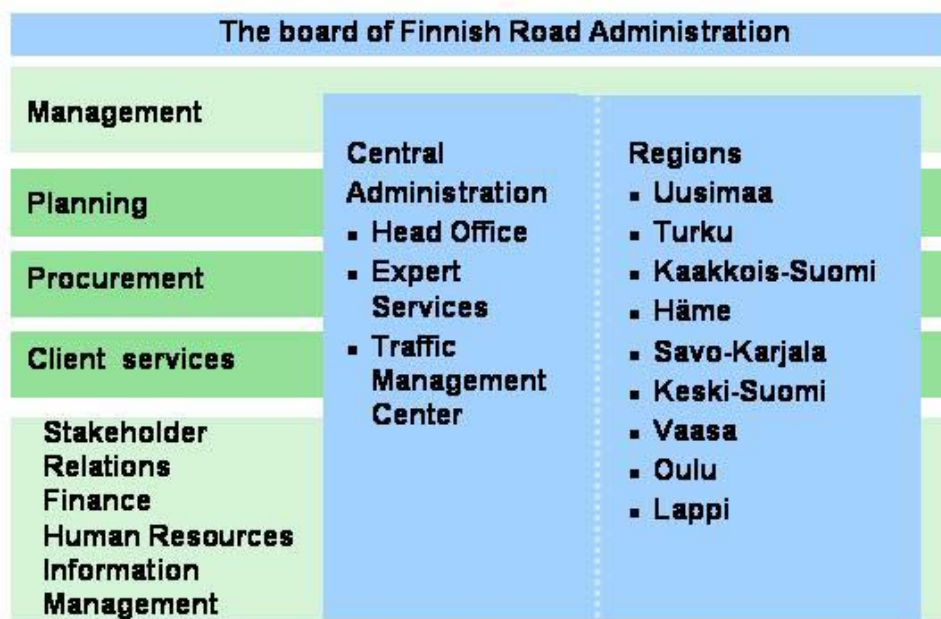 The board of Finnish Road Administration
Management
Planning
Procurement
Client services
Stakeholder
Relations
Finance
Human Resources
Information
Management
Central
Administration
▪ Head Office
▪ Expert
Services
▪ Traffic
Management
Center
Regions
▪ Uusimaa
▪ Turku
▪ Kaakkois-Suomi
▪ Häme
▪ Savo-Karjala
▪ Keski-Suomi
▪ Vaasa
▪ Oulu
▪ Lappi